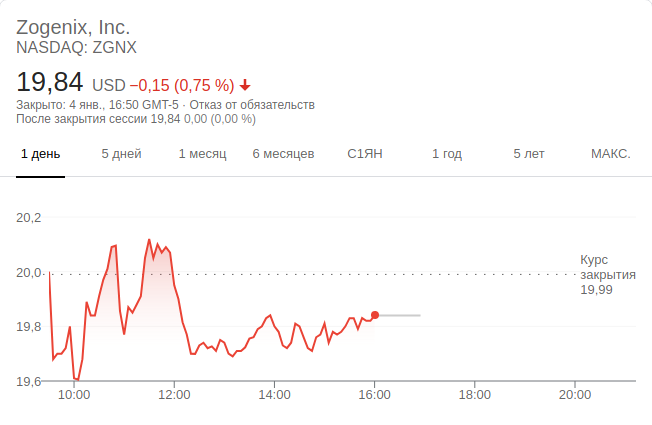 Zogenix, Inc.
NASDAQ: ZGNX
19,84 USD −0,15 (0,75 %)
Закрыто: 4 янв., 16:50 GMT-5 · Отказ от обязательств
После закрытия сессии 19,84 0,00 (0,00 %)
1 день 5 дней 1 месяц 6 месяцев С1ЯН 1 год 5 лет МАКС.
20,2
20,0
19,8
19,6
Курс
закрытия
19,99
10:00 12:00 14:00 16:00 18:00 20:00